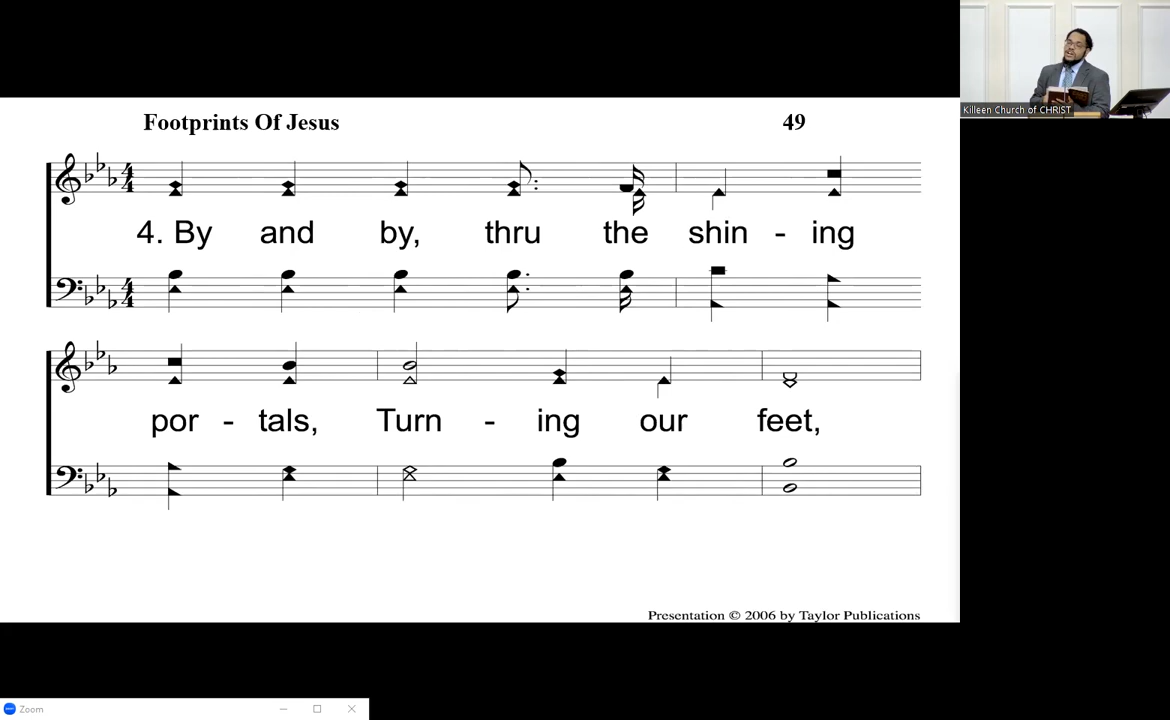 Footprints Of Jesus 49
4. By and by, thru the shin - ing
por - tals, Turn - ing our feet,
Presentation © 2006 by Taylor Publications
Killeen Church of CHRIST
Zoom